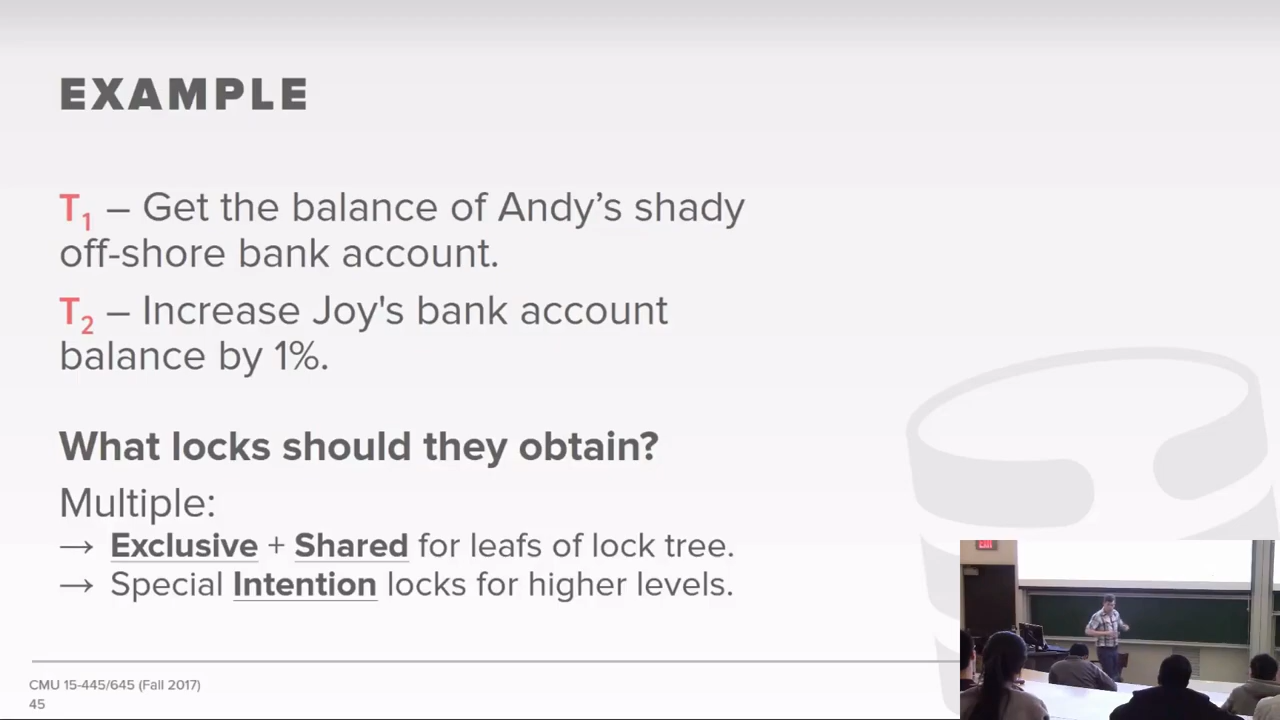 EXAMPLE
T1 – Get the balance of Andy’s shady
off-shore bank account.
T2 – Increase Joy's bank account
balance by 1%.
What locks should they obtain?
Multiple:
→ Exclusive + Shared for leafs of lock tree.
→ Special Intention locks for higher levels.
CMU 15-445/645 (Fall 2017)
45
EXIT